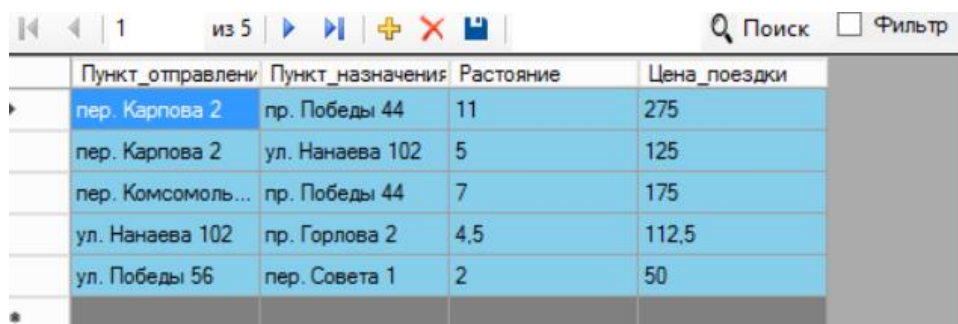 1 из 5 Поиск Фильтр
Пункт_отправлени Пункт_назначения Растояние Цена_поездки
пер. Карпова 2 пр. Победы 44 11 275
пер. Карпова 2 ул. Нанаева 102 5 125
пер. Комсомоль... пр. Победы 44 7 175
ул. Нанаева 102 пр. Горлова 2 4,5 112,5
ул. Победы 56 пер. Совета 1 2 50